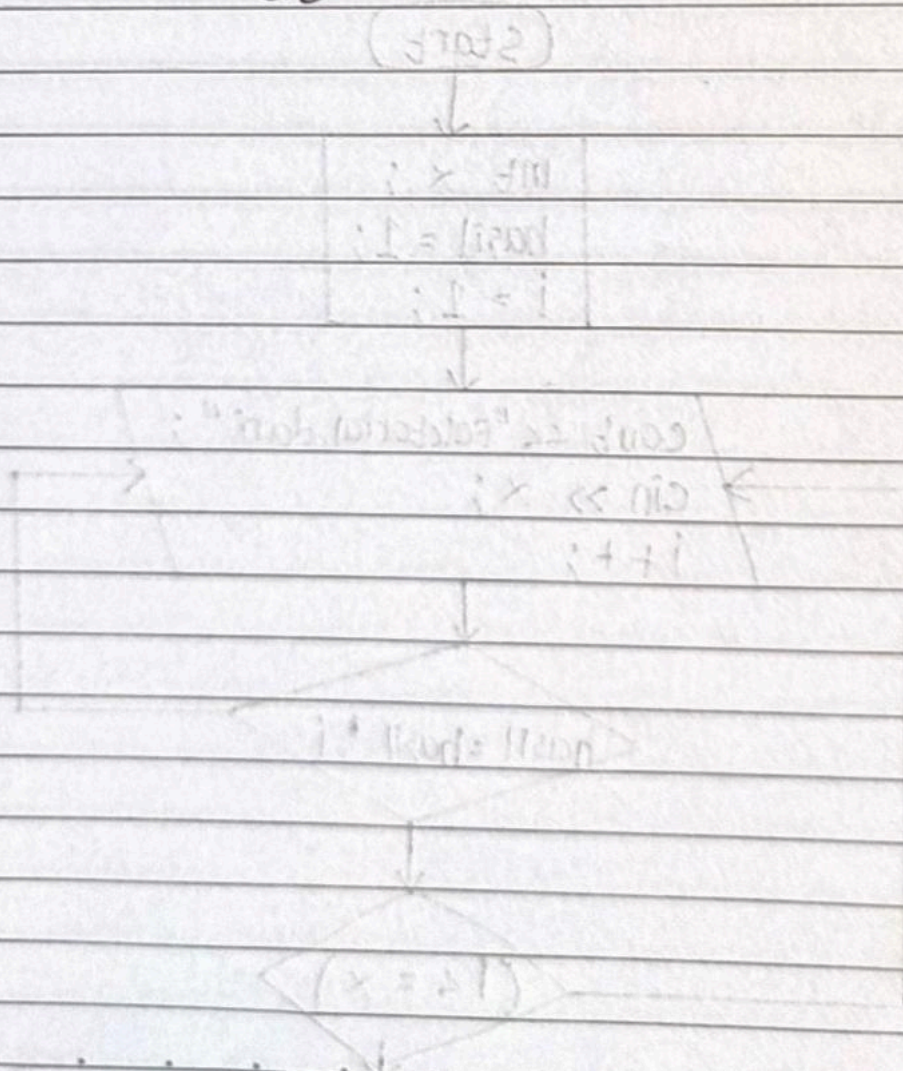 (start)
int x ;
hasil = 1 ;
i = 1 ;
cout << "Faktorial dari " ;
cin >> x ;
i++ ;
hasil = hasil * i
(i <= x)